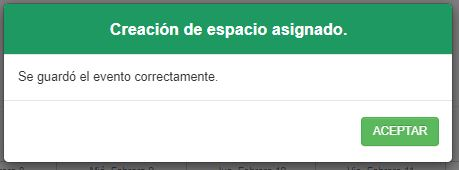 Creación de espacio asignado.
Se guardó el evento correctamente.
ACEPTAR